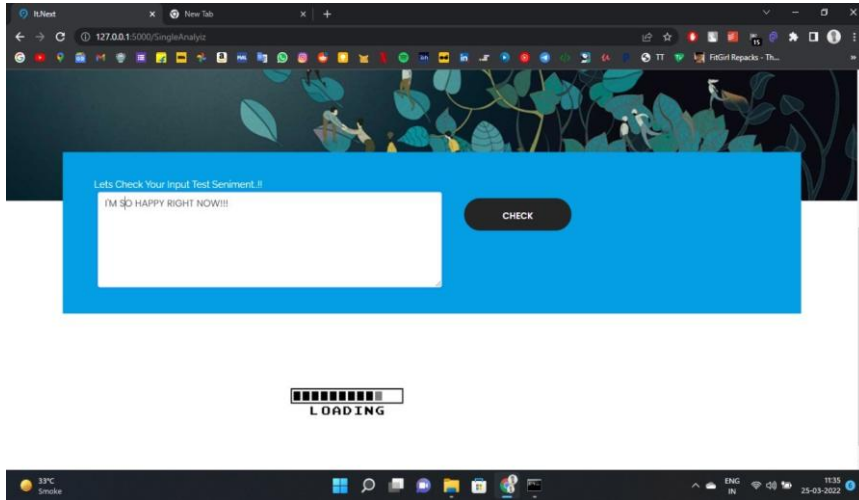 It.Next
New Tab
127.0.0.1:5000/SingleAnalyiz
TT
FitGirl Repacks - Th...
Lets Check Your Input Test Seniment..!!
I'M SO HAPPY RIGHT NOW!!!
CHECK
LOADING
33°C
Smoke
ENG
IN
11:35
25-03-2022